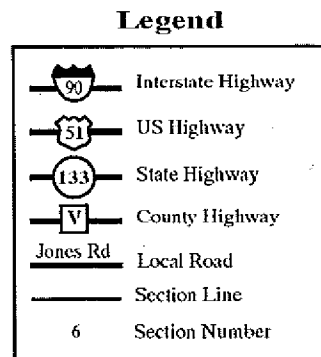 Legend
90 Interstate Highway
51 US Highway
133 State Highway
V County Highway
Jones Rd Local Road
Section Line
6 Section Number